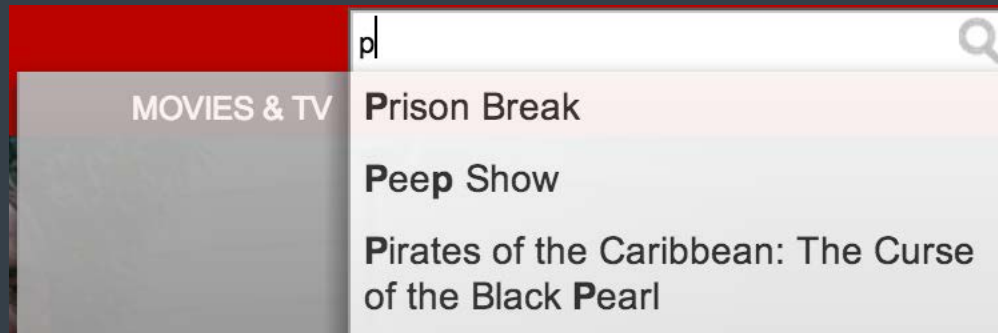 p
MOVIES & TV Prison Break
Peep Show
Pirates of the Caribbean: The Curse
of the Black Pearl